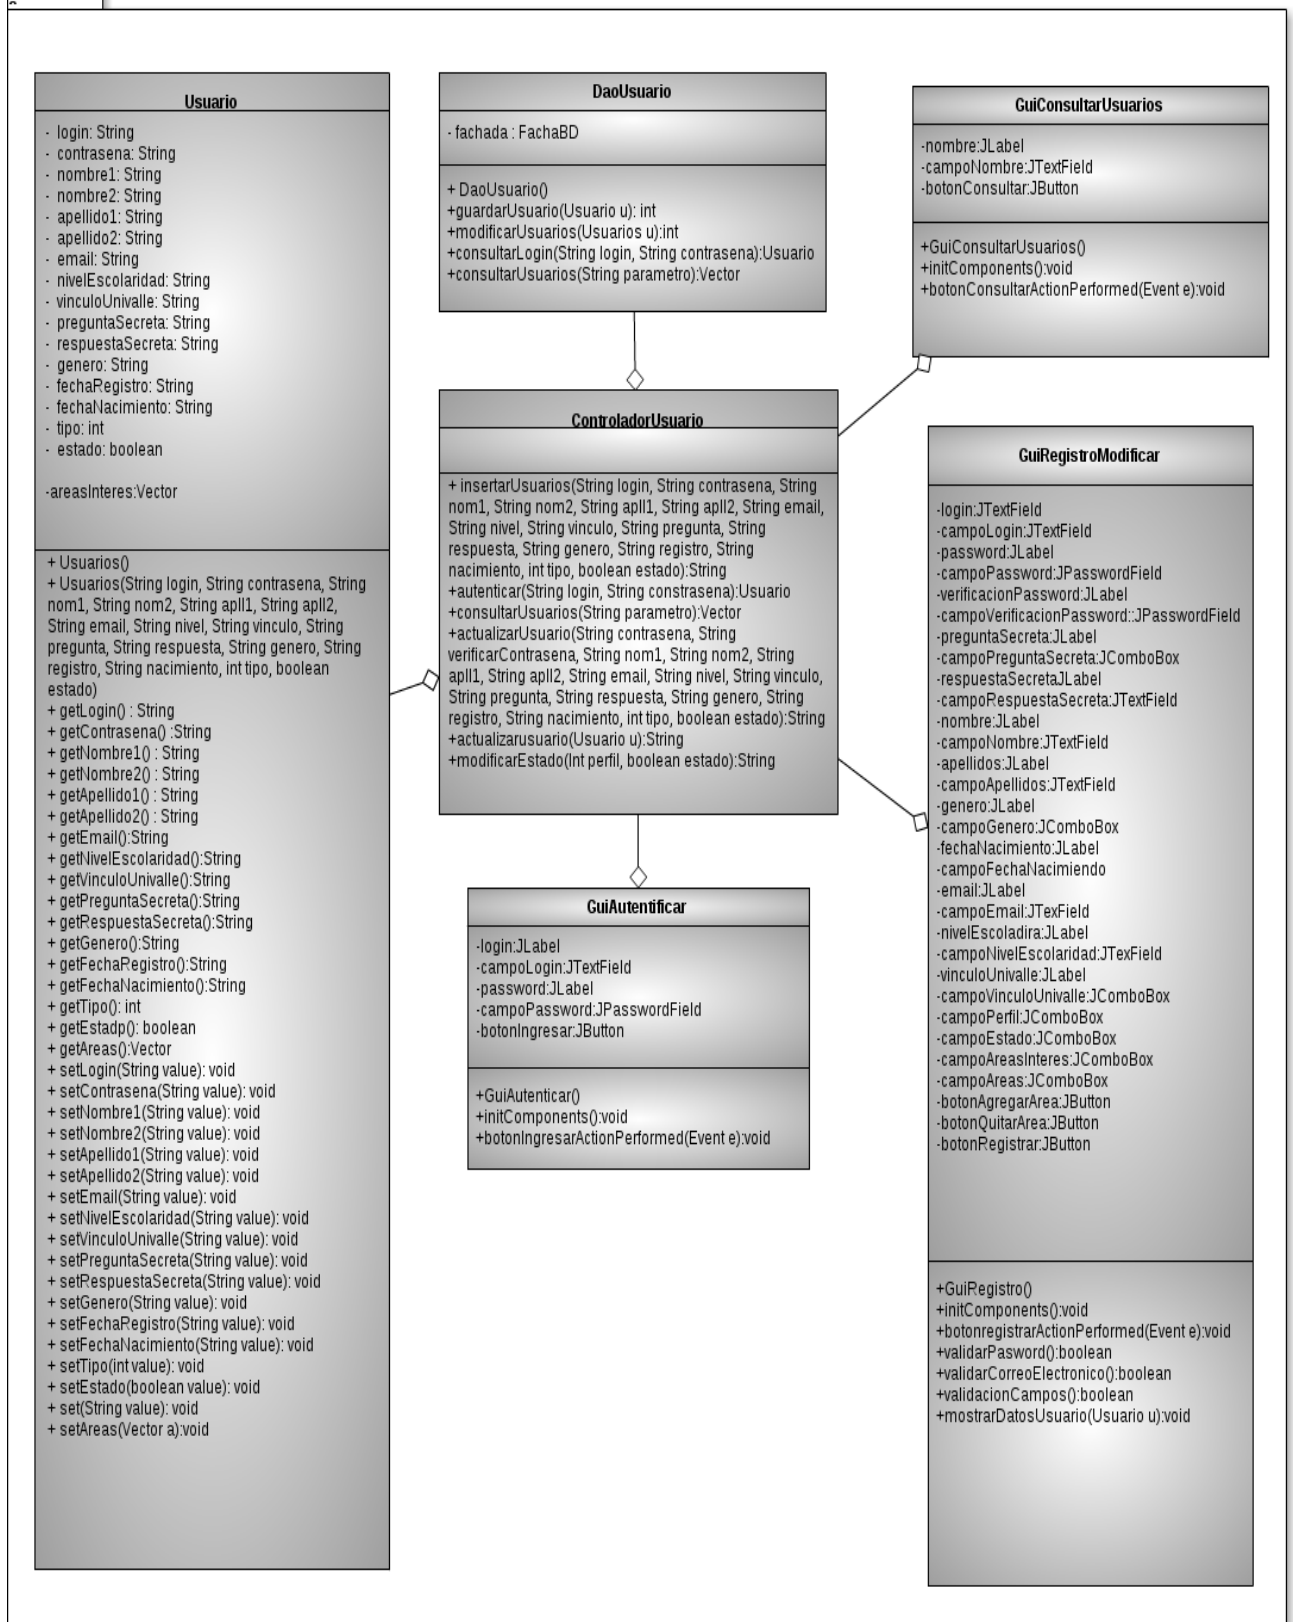 Usuario
- login: String
- contrasena: String
- nombre1: String
- nombre2: String
- apellido1: String
- apellido2: String
- email: String
- nivelEscolaridad: String
- vinculoUnivalle: String
- preguntaSecreta: String
- respuestaSecreta: String
- genero: String
- fechaRegistro: String
- fechaNacimiento: String
- tipo: int
- estado: boolean
-areasInteres:Vector
+ Usuarios()
+ Usuarios(String login, String contrasena, String
nom1, String nom2, String apll1, String apll2,
String email, String nivel, String vinculo, String
pregunta, String respuesta, String genero, String
registro, String nacimiento, int tipo, boolean
estado)
+ getLogin() : String
+ getContrasena() :String
+ getNombre1() : String
+ getNombre2() : String
+ getApellido1() : String
+ getApellido2() : String
+ getEmail():String
+ getNivelEscolaridad():String
+ getVinculoUnivalle():String
+ getPreguntaSecreta():String
+ getRespuestaSecreta():String
+ getGenero():String
+ getFechaRegistro():String
+ getFechaNacimiento():String
+ getTipo(): int
+ getEstadp(): boolean
+ getAreas():Vector
+ setLogin(String value): void
+ setContrasena(String value): void
+ setNombre1(String value): void
+ setNombre2(String value): void
+ setApellido1(String value): void
+ setApellido2(String value): void
+ setEmail(String value): void
+ setNivelEscolaridad(String value): void
+ setVinculoUnivalle(String value): void
+ setPreguntaSecreta(String value): void
+ setRespuestaSecreta(String value): void
+ setGenero(String value): void
+ setFechaRegistro(String value): void
+ setFechaNacimiento(String value): void
+ setTipo(int value): void
+ setEstado(boolean value): void
+ set(String value): void
+ setAreas(Vector a):void
DaoUsuario
- fachada : FachaBD
+ DaoUsuario()
+guardarUsuario(Usuario u): int
+modificarUsuarios(Usuarios u):int
+consultarLogin(String login, String contrasena):Usuario
+consultarUsuarios(String parametro):Vector
ControladorUsuario
+ insertarUsuarios(String login, String contrasena, String
nom1, String nom2, String apll1, String apll2, String email,
String nivel, String vinculo, String pregunta, String
respuesta, String genero, String registro, String
nacimiento, int tipo, boolean estado):String
+autenticar(String login, String constrasena):Usuario
+consultarUsuarios(String parametro):Vector
+actualizarUsuario(String contrasena, String
verificarContrasena, String nom1, String nom2, String
apll1, String apll2, String email, String nivel, String vinculo,
String pregunta, String respuesta, String genero, String
registro, String nacimiento, int tipo, boolean estado):String
+actualizarusuario(Usuario u):String
+modificarEstado(Int perfil, boolean estado):String
GuiAutentificar
-login:JLabel
-campoLogin:JTextField
-password:JLabel
-campoPassword:JPasswordField
-botonIngresar:JButton
+GuiAutenticar()
+initComponents():void
+botonIngresarActionPerformed(Event e):void
GuiConsultarUsuarios
-nombre:JLabel
-campoNombre:JTextField
-botonConsultar:JButton
+GuiConsultarUsuarios()
+initComponents():void
+botonConsultarActionPerformed(Event e):void
GuiRegistroModificar
-login:JTextField
-campoLogin:JTextField
-password:JLabel
-campoPassword:JPasswordField
-verificacionPassword:JLabel
-campoVerificacionPassword::JPasswordField
-preguntaSecreta:JLabel
-campoPreguntaSecreta:JComboBox
-respuestaSecretaJLabel
-campoRespuestaSecreta:JTextField
-nombre:JLabel
-campoNombre:JTextField
-apellidos:JLabel
-campoApellidos:JTextField
-genero:JLabel
-campoGenero:JComboBox
-fechaNacimiento:JLabel
-campoFechaNacimiendo
-email:JLabel
-campoEmail:JTexField
-nivelEscoladira:JLabel
-campoNivelEscolaridad:JTexField
-vinculoUnivalle:JLabel
-campoVinculoUnivalle:JComboBox
-campoPerfil:JComboBox
-campoEstado:JComboBox
-campoAreasInteres:JComboBox
-campoAreas:JComboBox
-botonAgregarArea:JButton
-botonQuitarArea:JButton
-botonRegistrar:JButton
+GuiRegistro()
+initComponents():void
+botonregistrarActionPerformed(Event e):void
+validarPasword():boolean
+validarCorreoElectronico():boolean
+validacionCampos():boolean
+mostrarDatosUsuario(Usuario u):void